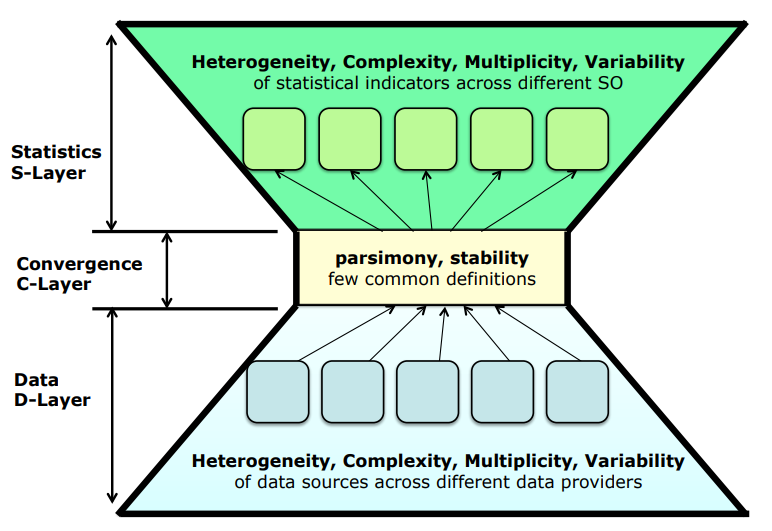 Heterogeneity, Complexity, Multiplicity, Variability
of statistical indicators across different SO
Statistics
S-Layer
parsimony, stability
few common definitions
Convergence
C-Layer
Data
D-Layer
Heterogeneity, Complexity, Multiplicity, Variability
of data sources across different data providers